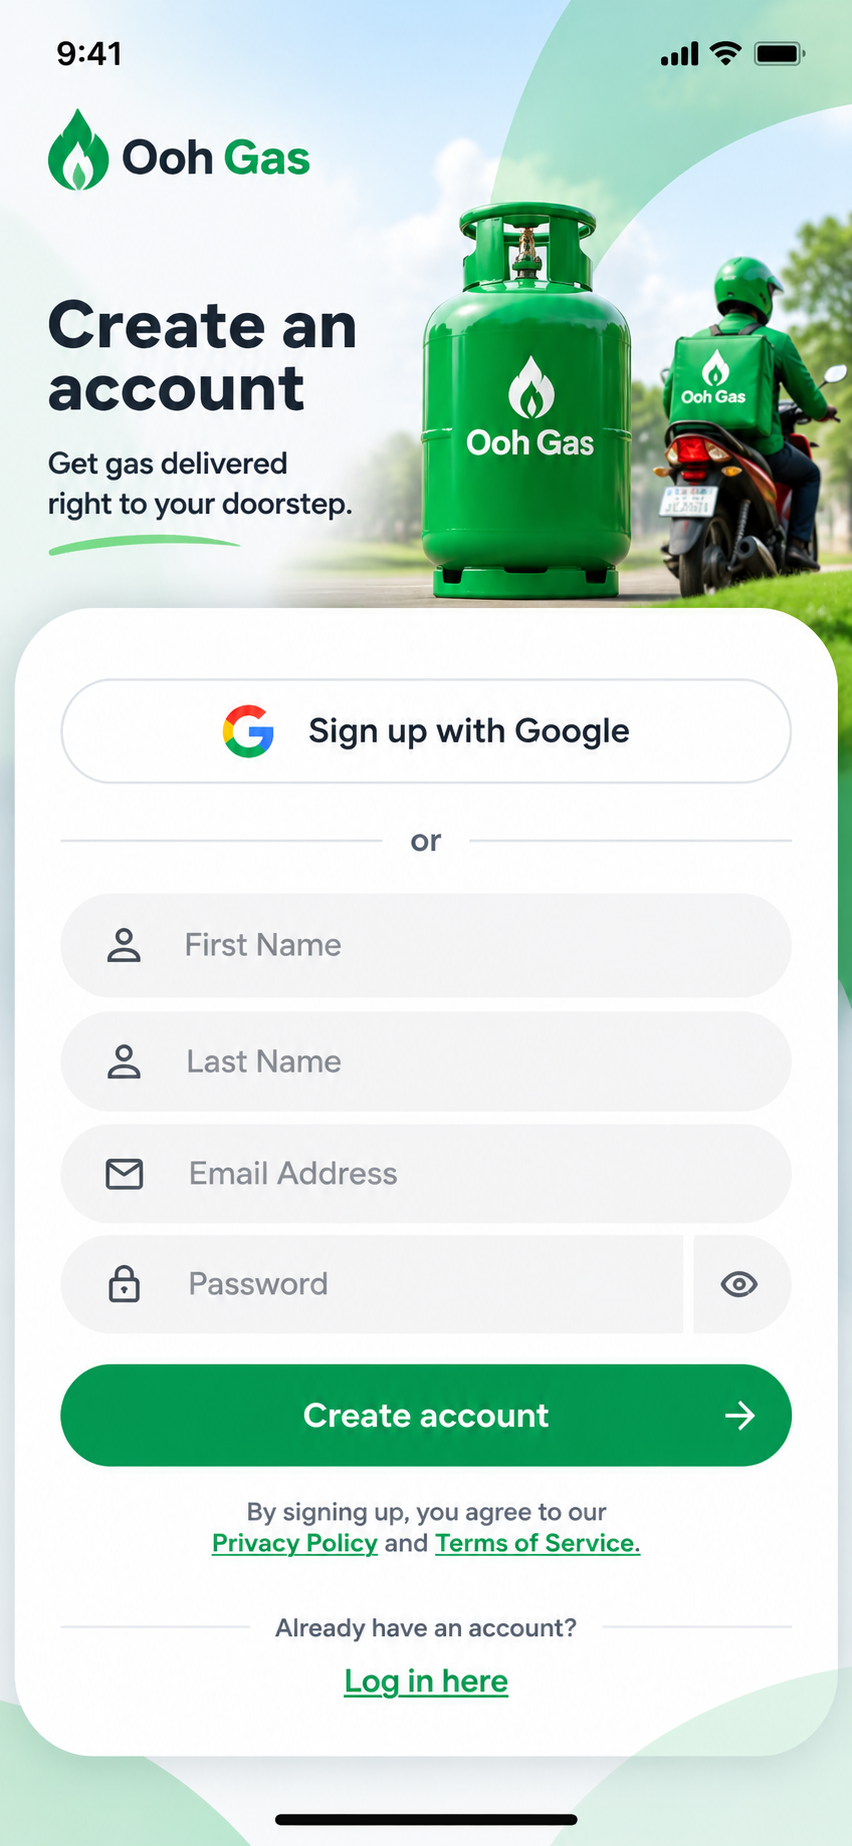 9:41
Ooh Gas
Create an
account
Get gas delivered
right to your doorstep.
Ooh Gas
Ooh Gas
Sign up with Google
or
First Name
Last Name
Email Address
Password
Create account
By signing up, you agree to our
Privacy Policy and Terms of Service.
Already have an account?
Log in here